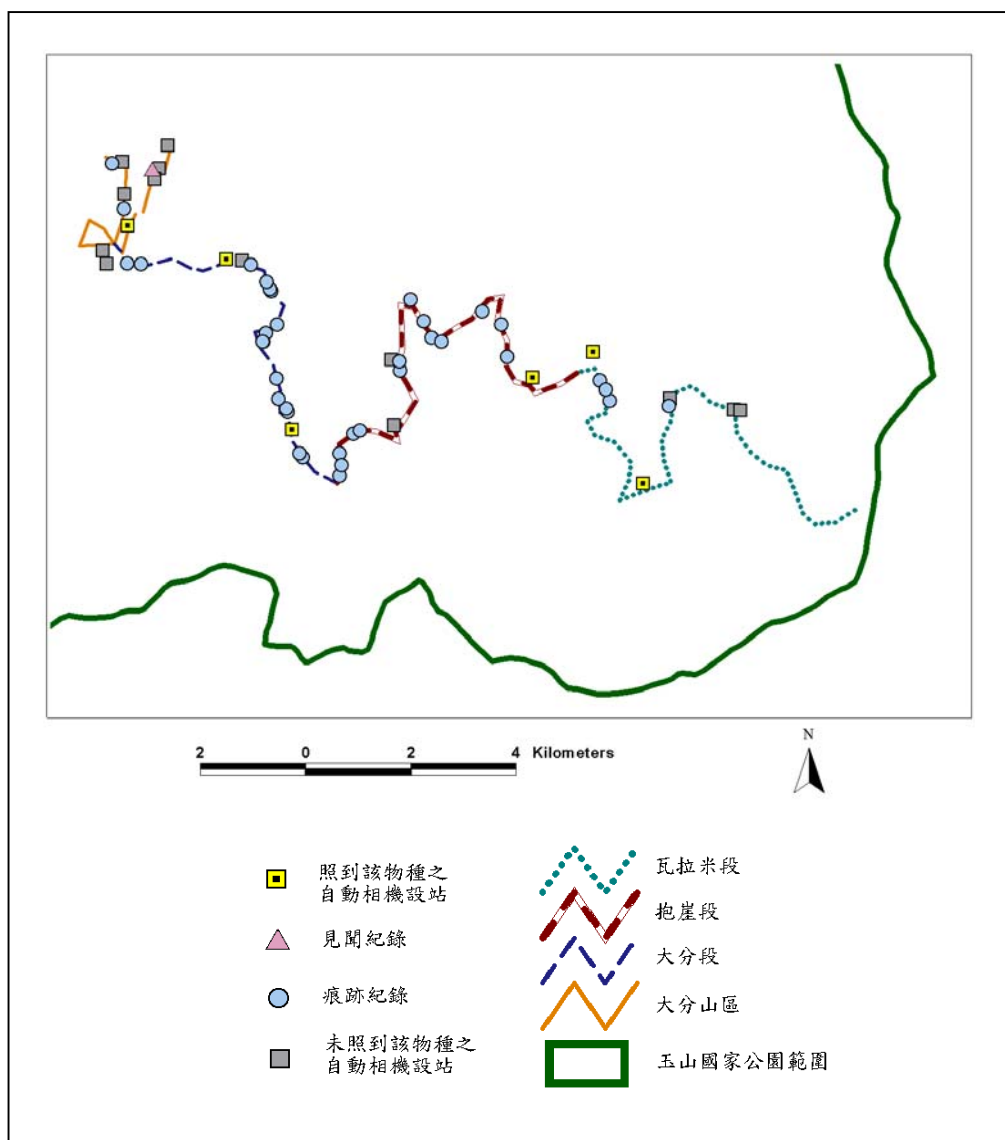 2 0 2 4 Kilometers
N
照到該物種之
自動相機設站
見聞紀錄
痕跡紀錄
未照到該物種之
自動相機設站
瓦拉米段
抱崖段
大分段
大分山區
玉山國家公園範圍